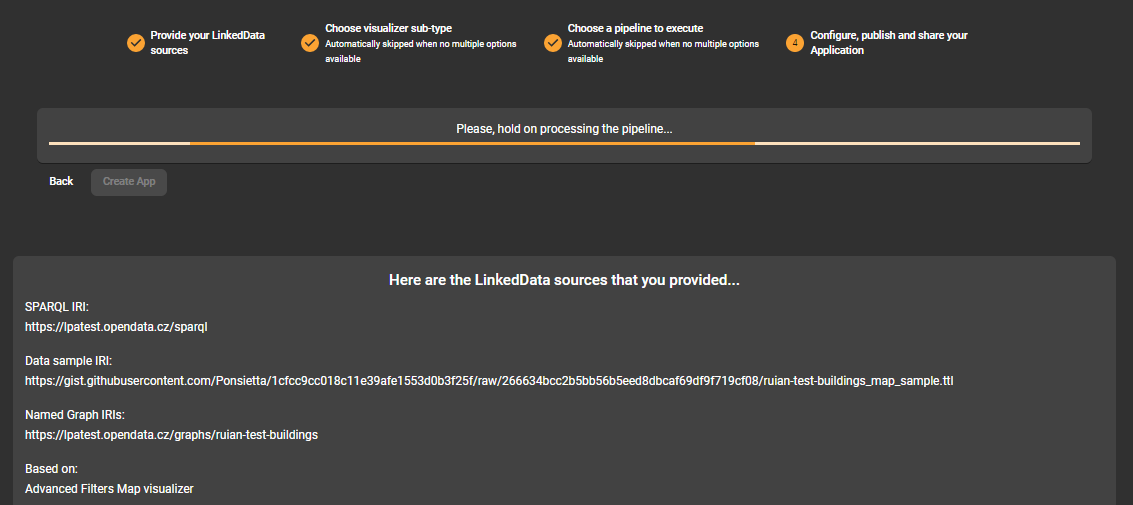 Provide your LinkedData
sources
Choose visualizer sub-type
Automatically skipped when no multiple options
available
Choose a pipeline to execute
Automatically skipped when no multiple options
available
4
Configure, publish and share your
Application
Please, hold on processing the pipeline...
Back
Create App
Here are the LinkedData sources that you provided...
SPARQL IRI:
https://lpatest.opendata.cz/sparql
Data sample IRI:
https://gist.githubusercontent.com/Ponsietta/1cfcc9cc018c11e39afe1553d0b3f25f/raw/266634bcc2b5bb56b5eed8dbcaf69df9f719cf08/ruian-test-buildings_map_sample.ttl
Named Graph IRIs:
https://lpatest.opendata.cz/graphs/ruian-test-buildings
Based on:
Advanced Filters Map visualizer